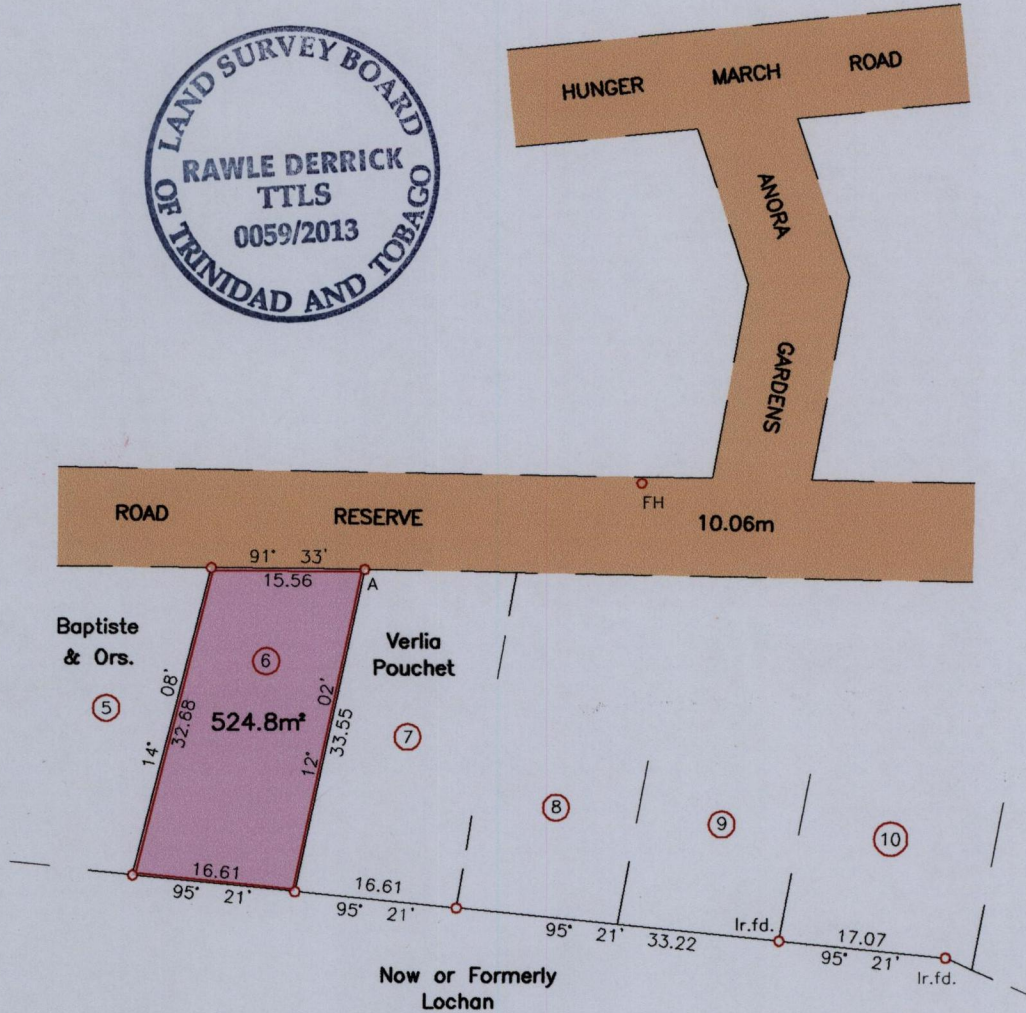 LAND SURVEY BOARD
RAWLE DERRICK
TTLS
0059/2013
OF TRINIDAD AND TOBAGO
HUNGER MARCH ROAD
ANORA
GARDENS
ROAD RESERVE
FH
10.06m
91° 33'
15.56
A
Baptiste
& Ors.
5
14° 08'
32.68
6
524.8m²
12° 02'
33.55
Verlia
Pouchet
7
8
9
10
16.61
95° 21'
16.61
95° 21'
95° 21'
33.22
Ir.fd.
17.07
95° 21'
Ir.fd.
Now or Formerly
Lochan